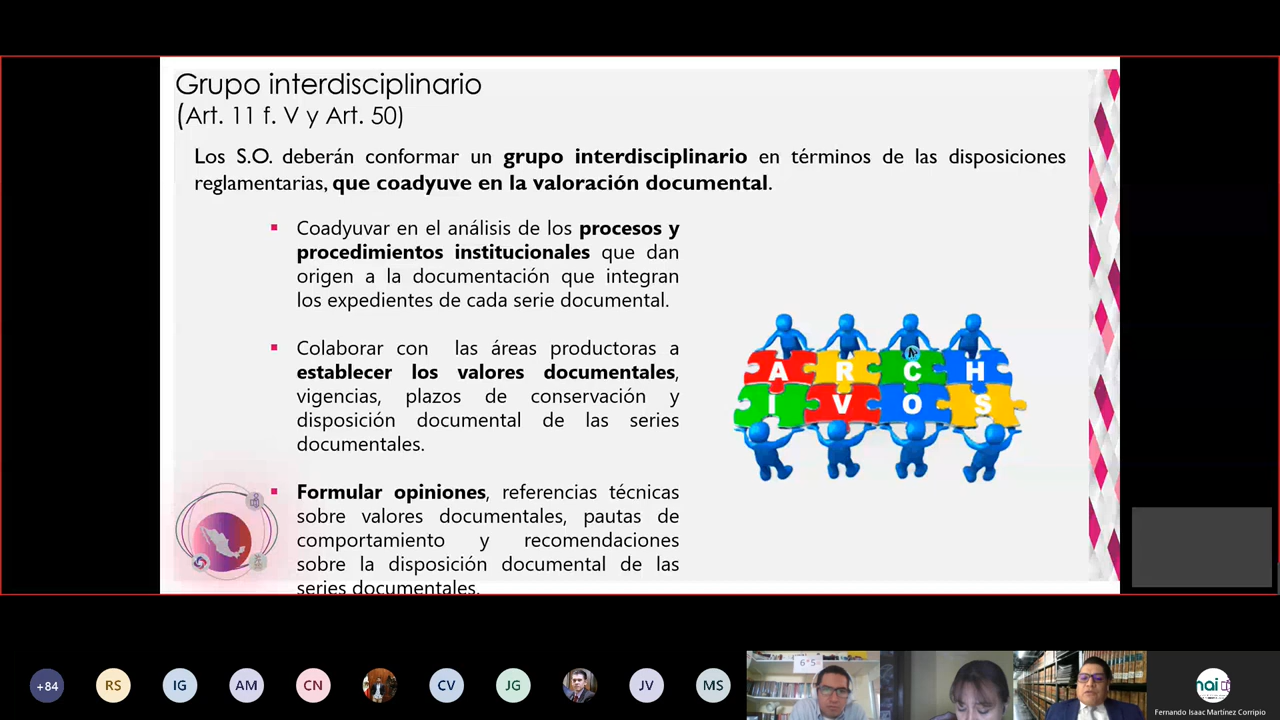 Grupo interdisciplinario
(Art. 11 f. V y Art. 50)
Los S.O. deberán conformar un grupo interdisciplinario en términos de las disposiciones
reglamentarias, que coadyuve en la valoración documental.
Coadyuvar en el análisis de los procesos y
procedimientos institucionales que dan
origen a la documentación que integran
los expedientes de cada serie documental.
Colaborar con las áreas productoras a
establecer los valores documentales,
vigencias, plazos de conservación y
disposición documental de las series
documentales.
Formular opiniones, referencias técnicas
sobre valores documentales, pautas de
comportamiento y recomendaciones
sobre la disposición documental de las
series documentales.
A R C H
I V O S
+84 RS IG AM CN CV JG JV MS
6°5
nai
Fernando Isaac Martínez Corripio